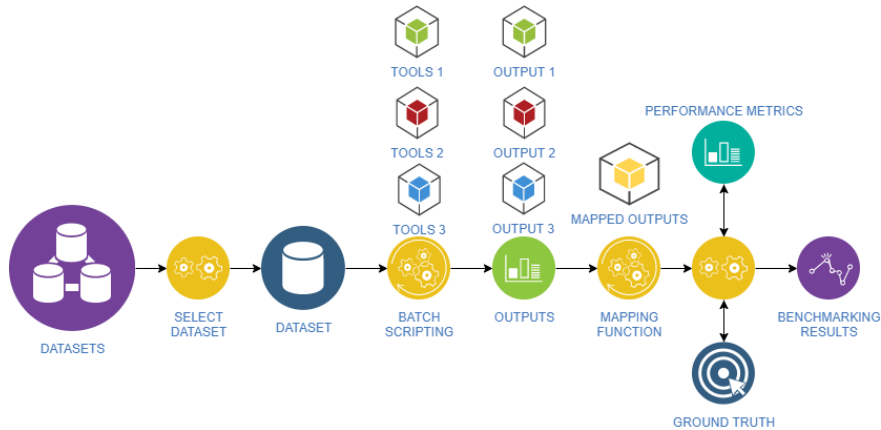 TOOLS 1
OUTPUT 1
TOOLS 2
OUTPUT 2
PERFORMANCE METRICS
TOOLS 3
OUTPUT 3
MAPPED OUTPUTS
DATASETS
SELECT
DATASET
DATASET
BATCH
SCRIPTING
OUTPUTS
MAPPING
FUNCTION
BENCHMARKING
RESULTS
GROUND TRUTH